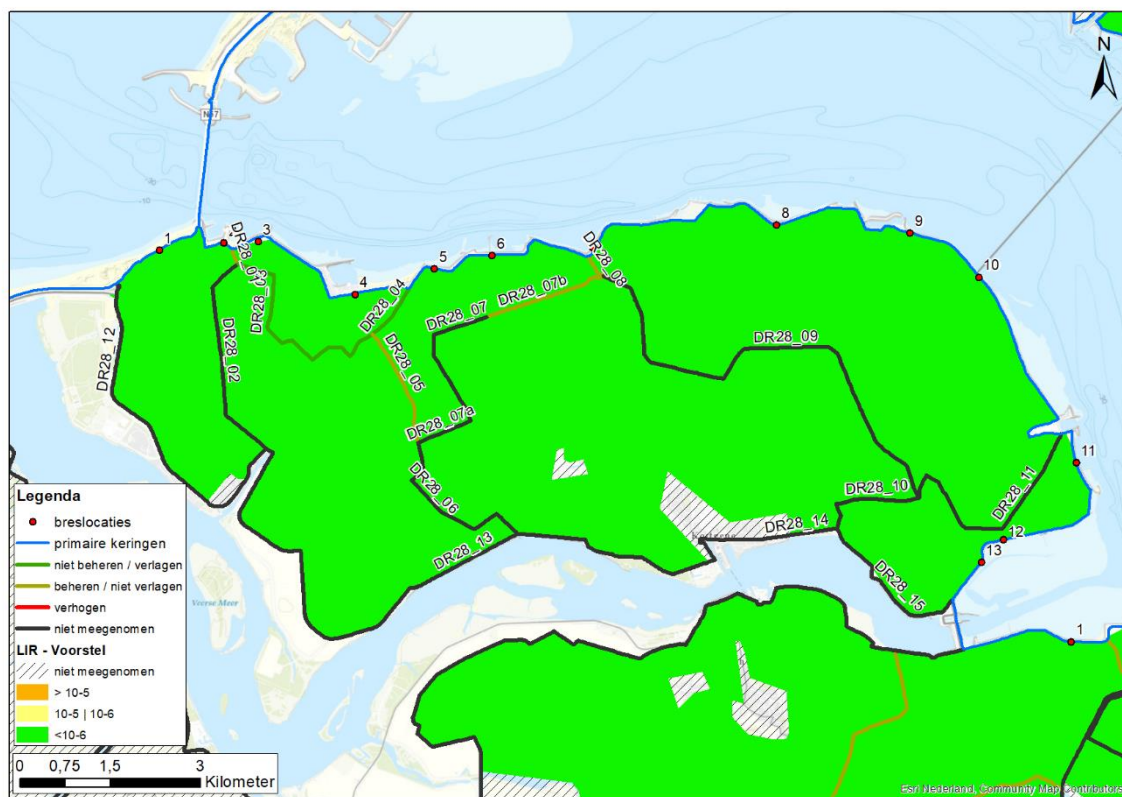 N
N57
1
3
4
5
6
8
9
10
11
12
13
1
DR28_01
DR28_02
DR28_04
DR28_05
DR28_06
DR28_07
DR28_07a
DR28_07b
DR28_08
DR28_09
DR28_10
DR28_11
DR28_12
DR28_13
DR28_14
DR28_15
Veerse Meer
Legenda
breslocaties
primaire keringen
niet beheren / verlagen
beheren / niet verlagen
verhogen
niet meegenomen
LIR - Voorstel
niet meegenomen
> 10-5
10-5 | 10-6
<10-6
0 0,75 1,5 3
Kilometer
Esri Nederland, Community Map Contributors